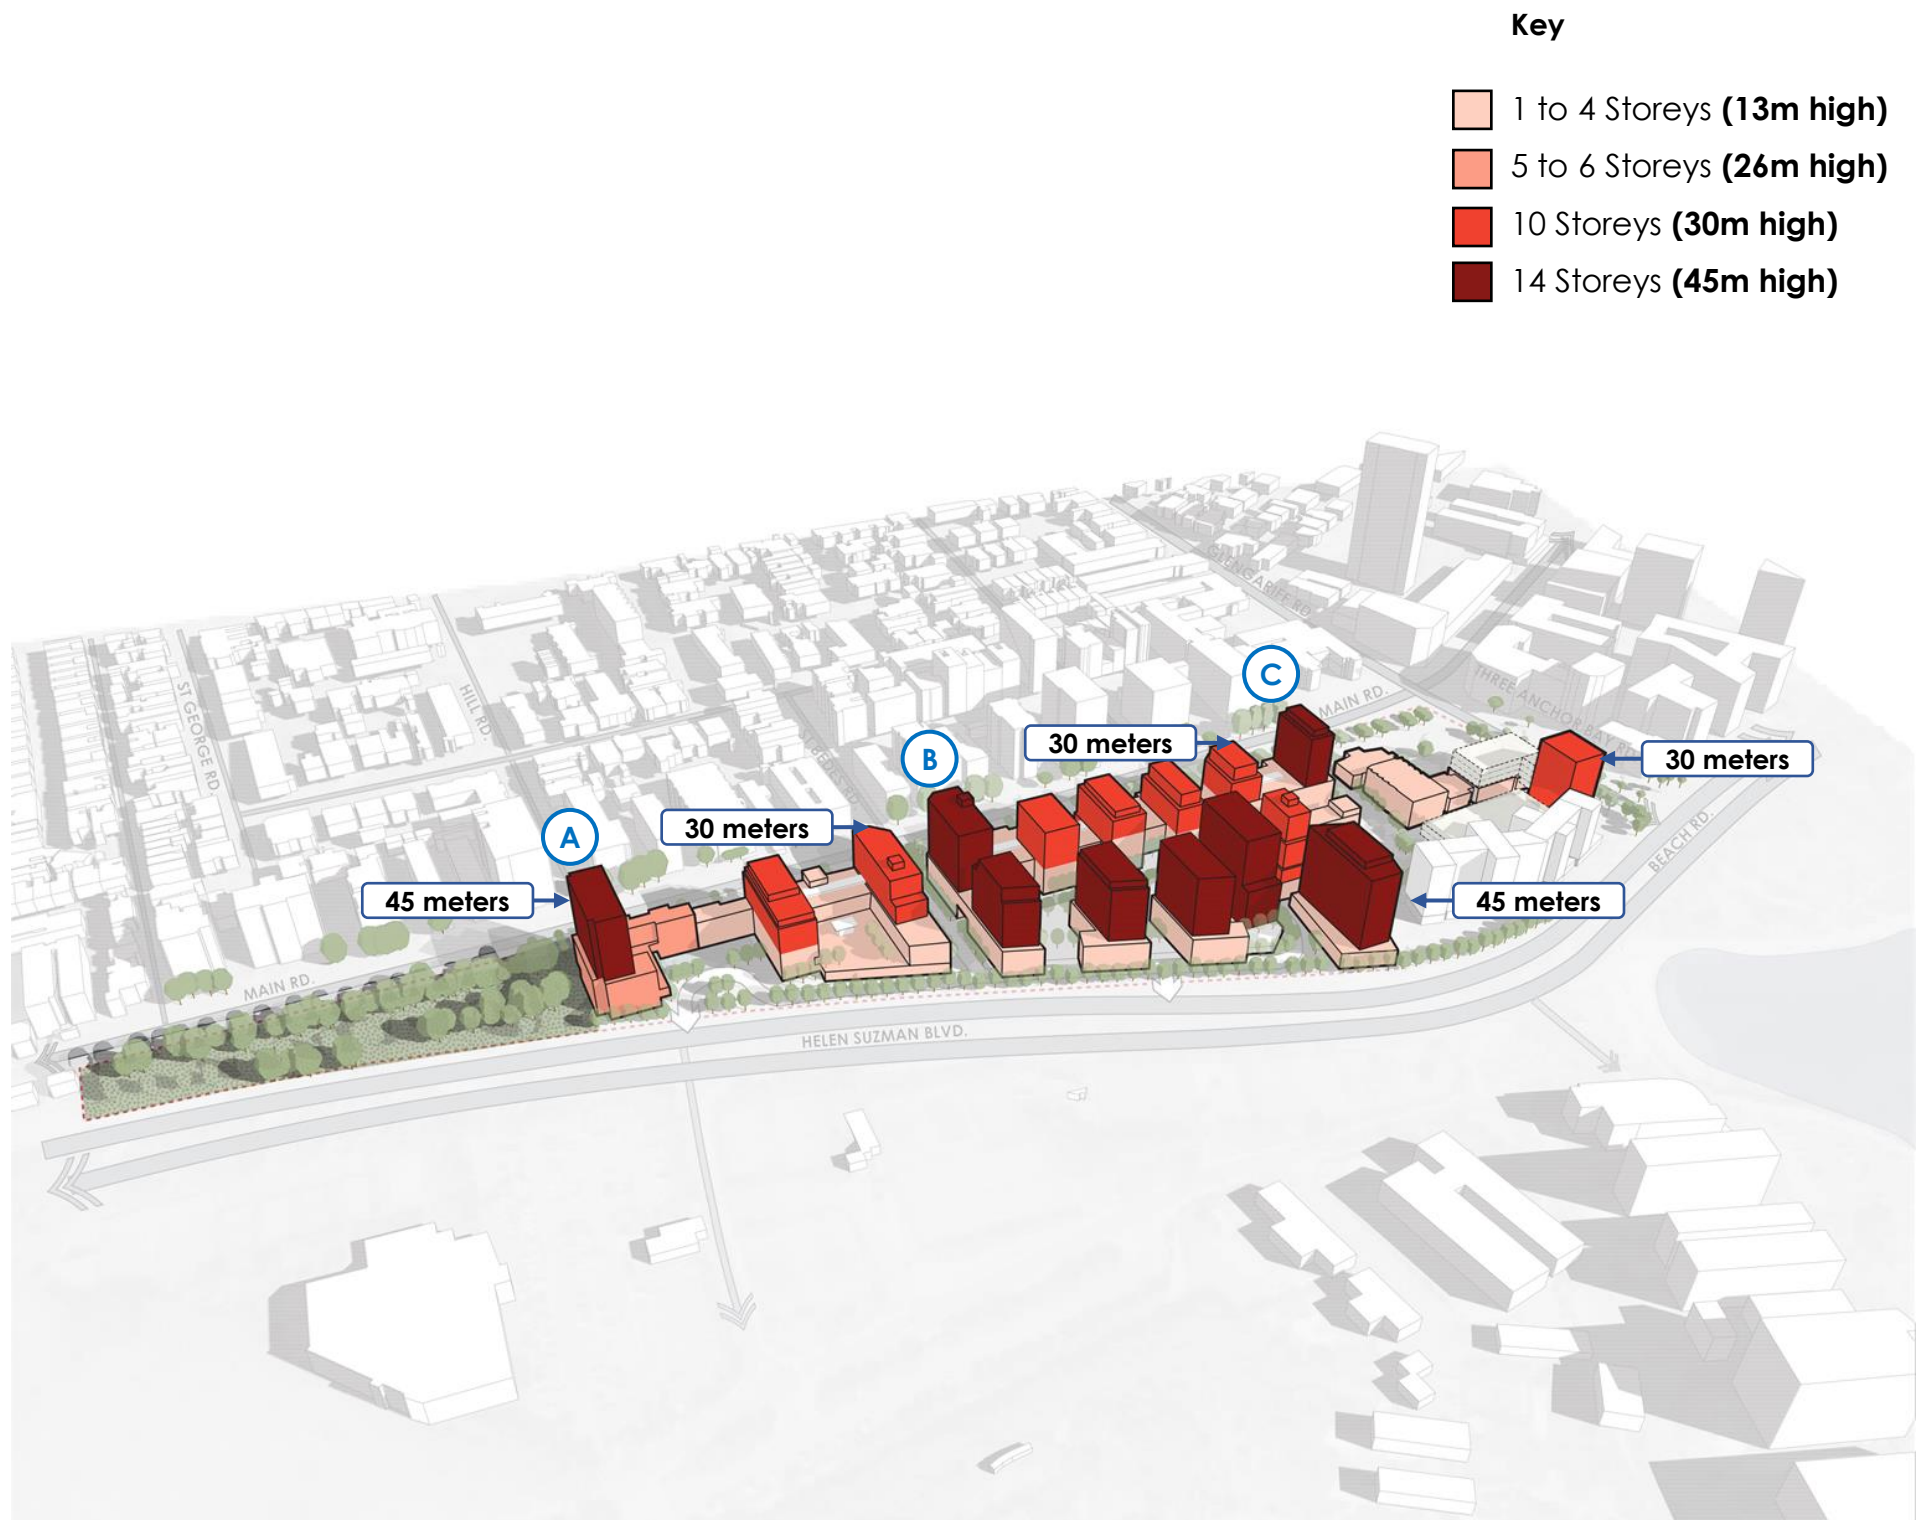 Key
1 to 4 Storeys (13m high)
5 to 6 Storeys (26m high)
10 Storeys (30m high)
14 Storeys (45m high)
GLENGARIFF RD.
THREE ANCHOR BAY RD.
C
MAIN RD.
30 meters
30 meters
B
ST GEORGE RD.
HILL RD.
30 meters
A
45 meters
45 meters
BEACH RD.
MAIN RD.
HELEN SUZMAN BLVD.